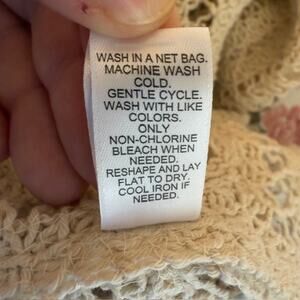 WASH IN A NET BAG.
MACHINE WASH
COLD.
GENTLE CYCLE.
WASH WITH LIKE
COLORS.
ONLY
NON-CHLORINE
BLEACH WHEN
NEEDED.
RESHAPE AND LAY
FLAT TO DRY.
COOL IRON IF
NEEDED.